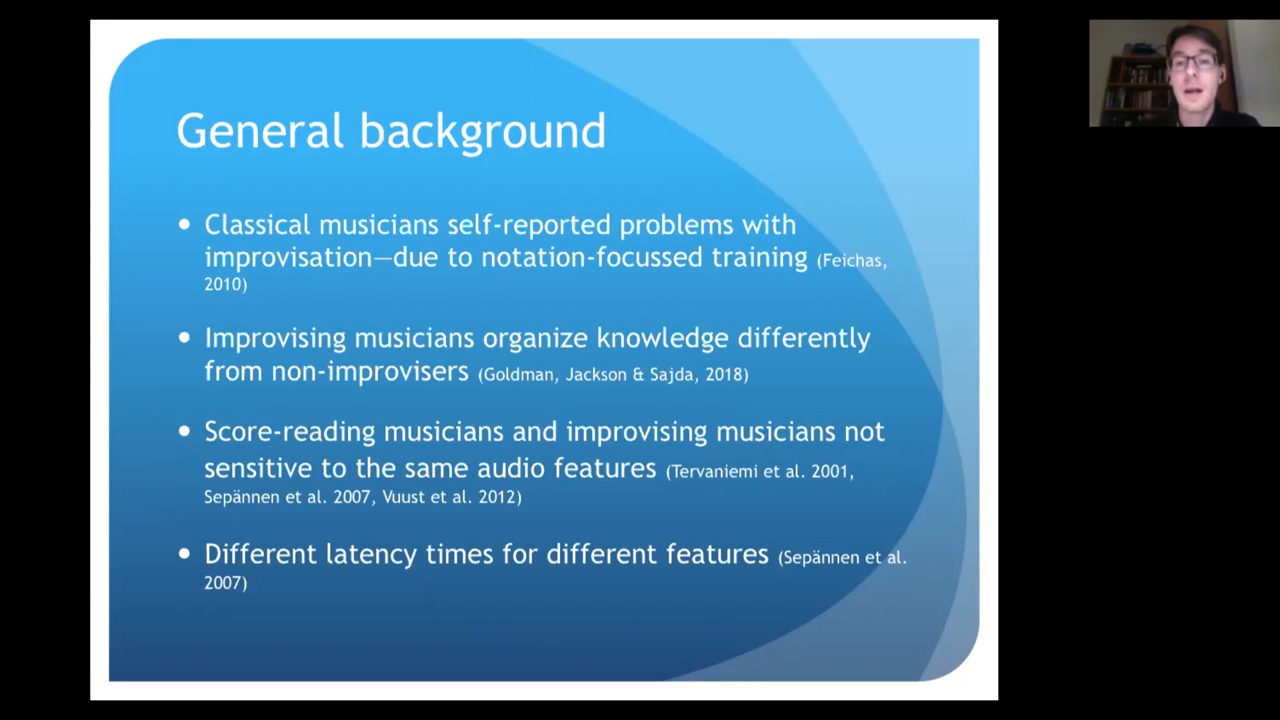 General background
• Classical musicians self-reported problems with
improvisation—due to notation-focussed training (Feichas,
2010)
• Improvising musicians organize knowledge differently
from non-improvisers (Goldman, Jackson & Sajda, 2018)
• Score-reading musicians and improvising musicians not
sensitive to the same audio features (Tervaniemi et al. 2001,
Sepännen et al. 2007, Vuust et al. 2012)
• Different latency times for different features (Sepännen et al.
2007)